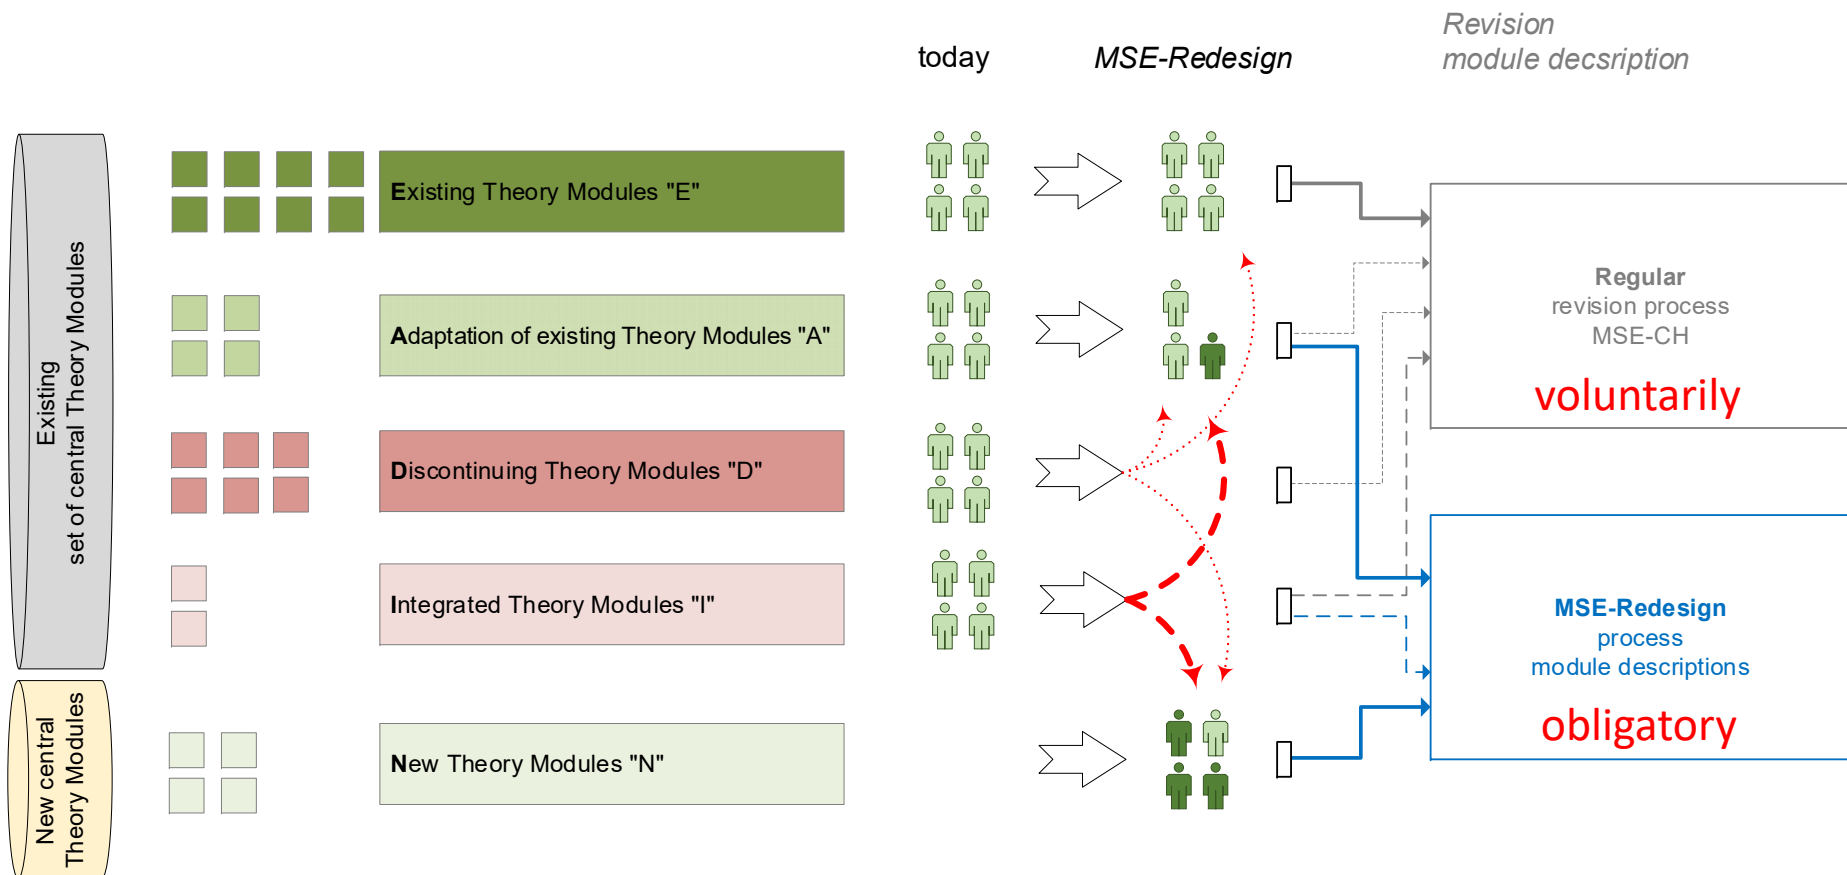 today
MSE-Redesign
Revision
module decsription
Existing
set of central Theory Modules
Existing Theory Modules "E"
Adaptation of existing Theory Modules "A"
Discontinuing Theory Modules "D"
Integrated Theory Modules "I"
New central
Theory Modules
New Theory Modules "N"
Regular
revision process
MSE-CH
voluntarily
MSE-Redesign
process
module descriptions
obligatory